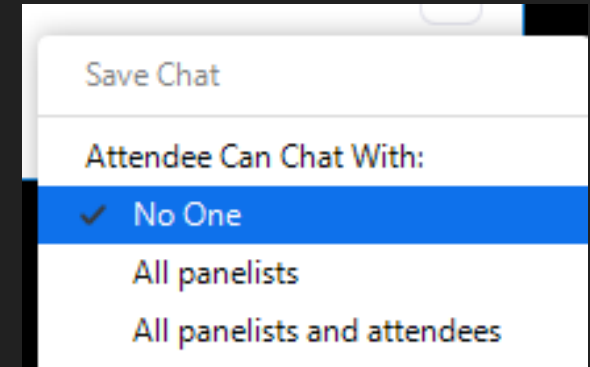 Save Chat
Attendee Can Chat With:
No One
All panelists
All panelists and attendees